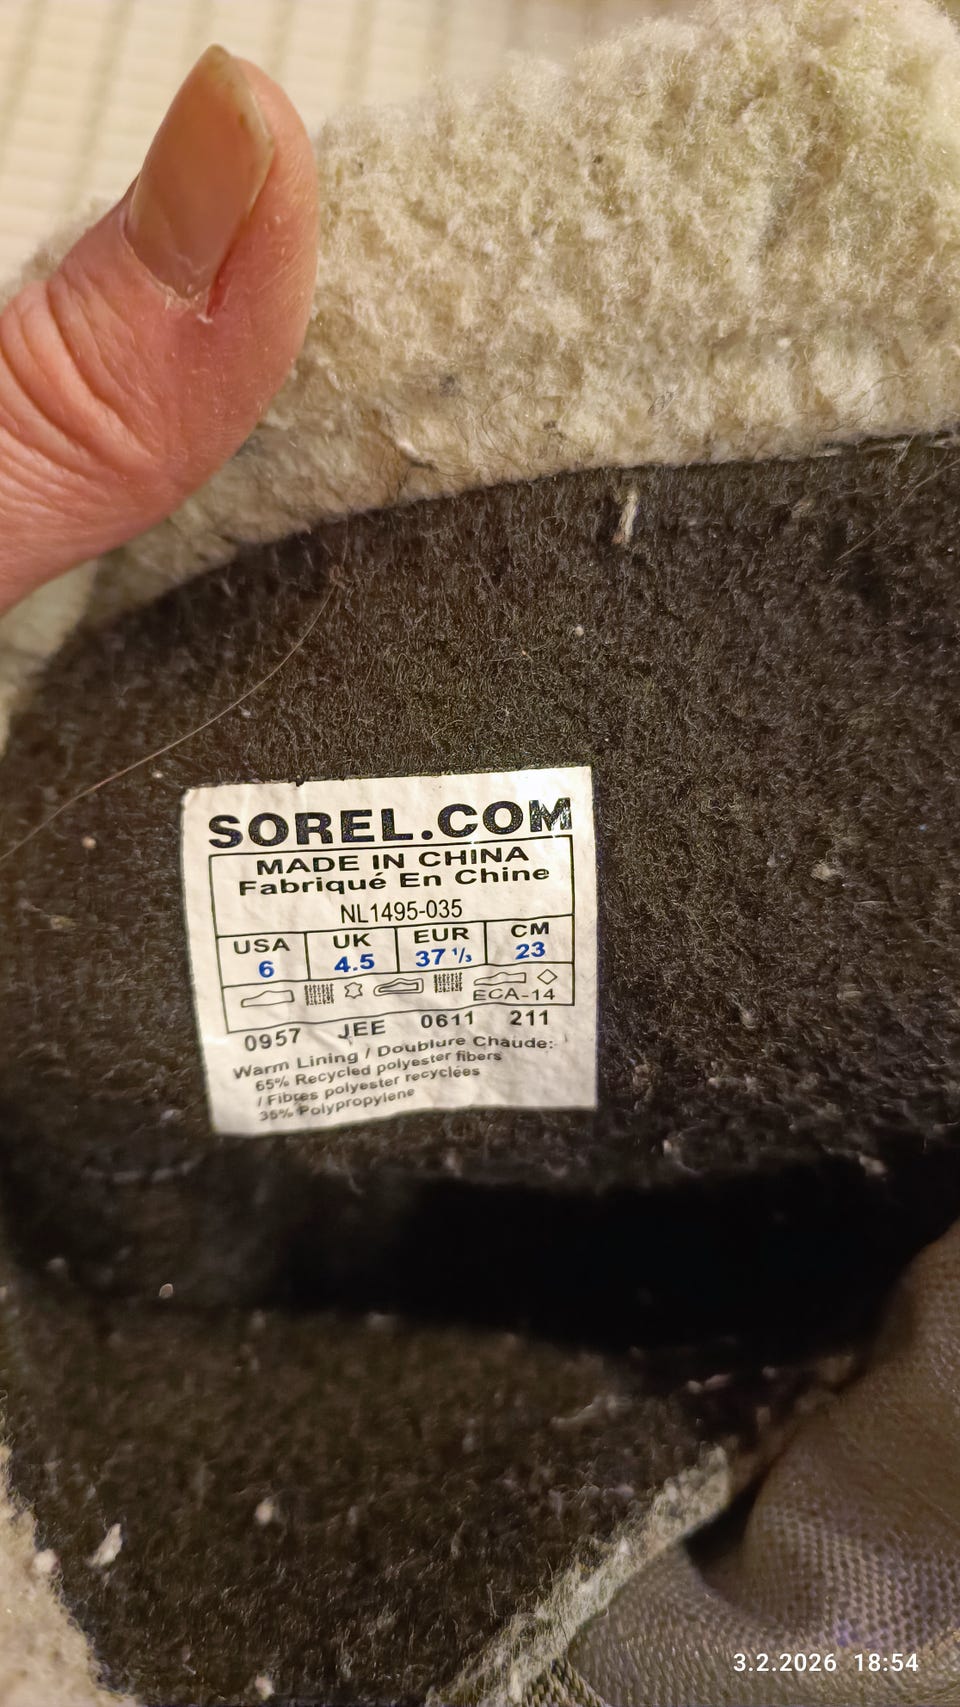 SOREL.COM
MADE IN CHINA
Fabriqué En Chine
NL1495-035
USA UK EUR CM
6 4.5 37 ⅓ 23
ECA-14
0957 JEE 0611 211
Warm Lining / Doublure Chaude:
65% Recycled polyester fibers
/ Fibres polyester recyclées
35% Polypropylene
3.2.2026 18:54